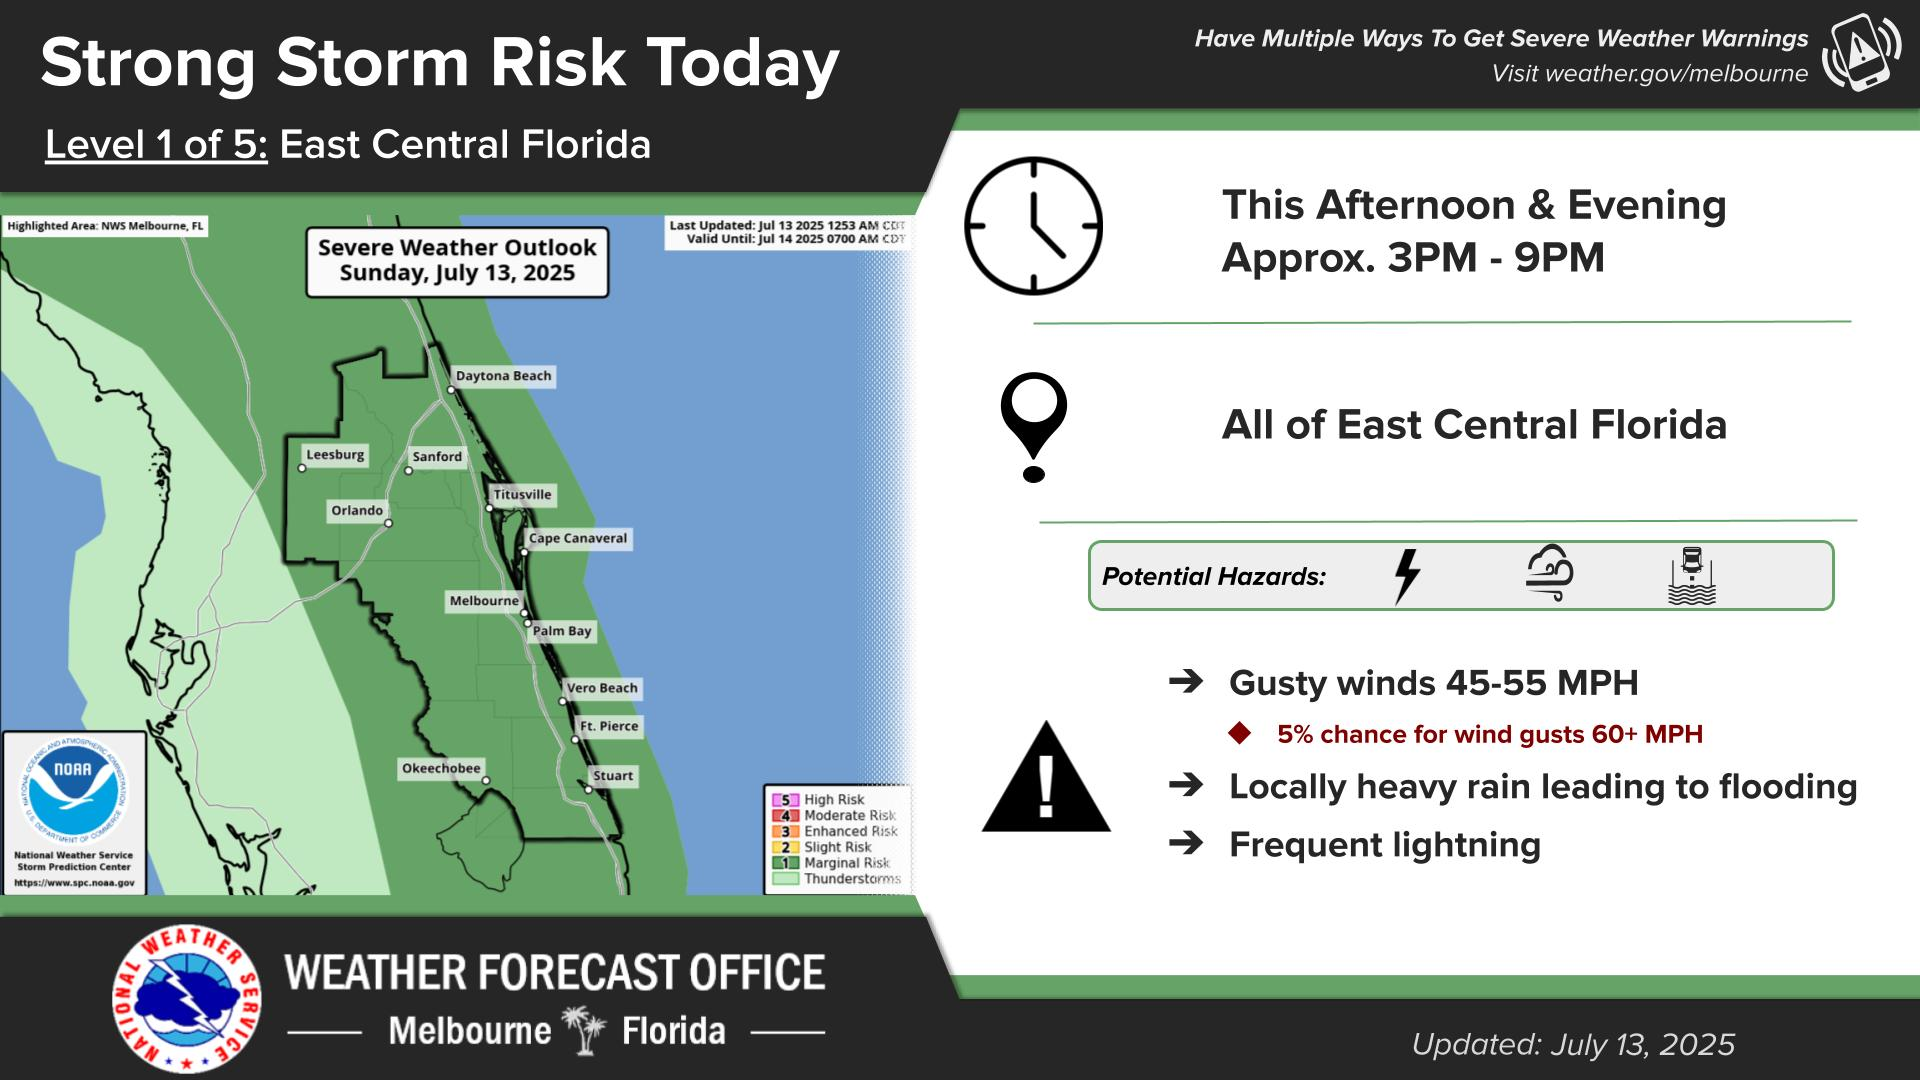 Strong Storm Risk Today
Level 1 of 5: East Central Florida
Have Multiple Ways To Get Severe Weather Warnings
Visit weather.gov/melbourne
Highlighted Area: NWS Melbourne, FL
Severe Weather Outlook
Sunday, July 13, 2025
Last Updated: Jul 13 2025 1253 AM CDT
Valid Until: Jul 14 2025 0700 AM CDT
Daytona Beach
Leesburg
Sanford
Titusville
Orlando
Cape Canaveral
Melbourne
Palm Bay
Vero Beach
Ft. Pierce
Okeechobee
Stuart
NATIONAL OCEANIC AND ATMOSPHERIC ADMINISTRATION
NOAA
U.S. DEPARTMENT OF COMMERCE
National Weather Service
Storm Prediction Center
https://www.spc.noaa.gov
5 High Risk
4 Moderate Risk
3 Enhanced Risk
2 Slight Risk
1 Marginal Risk
Thunderstorms
This Afternoon & Evening
Approx. 3PM - 9PM
All of East Central Florida
Potential Hazards:
Gusty winds 45-55 MPH
5% chance for wind gusts 60+ MPH
Locally heavy rain leading to flooding
Frequent lightning
NATIONAL WEATHER SERVICE
WEATHER FORECAST OFFICE
Melbourne Florida
Updated: July 13, 2025